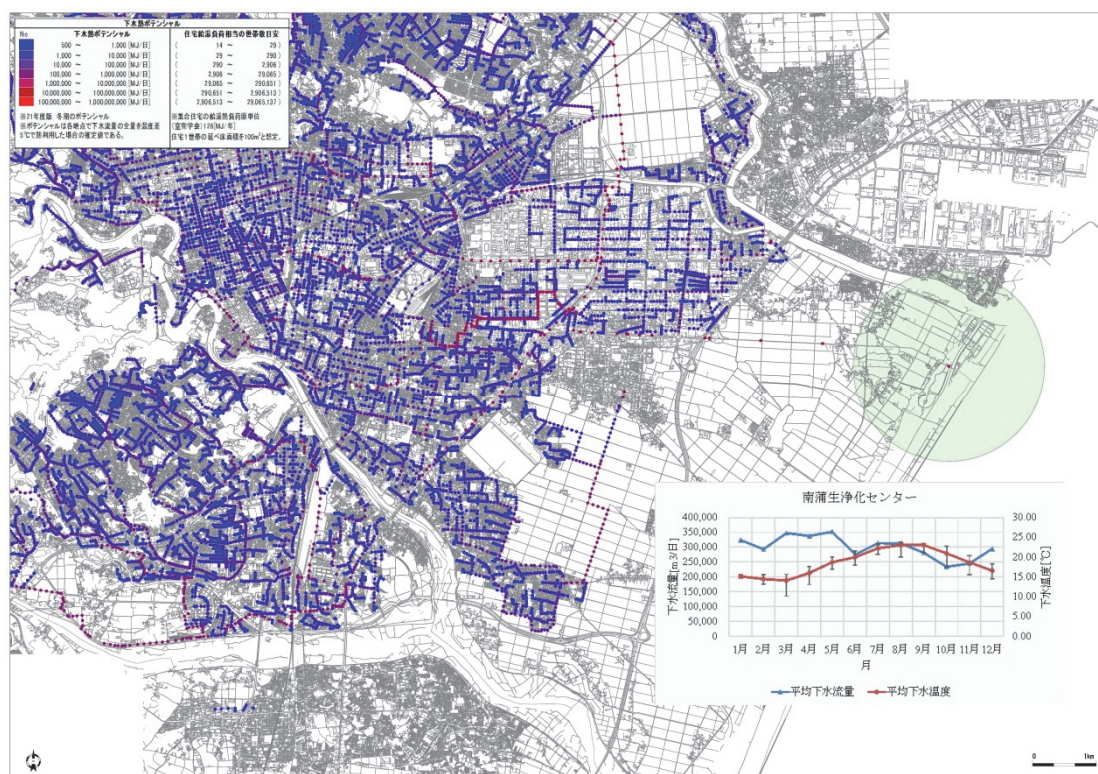 下水熱ポテンシャル
No 下水熱ポテンシャル 住宅給湯負荷相当の世帯数目安
500 ～ 1,000 [MJ/日] ( 14 ～ 29 )
1,000 ～ 10,000 [MJ/日] ( 29 ～ 290 )
10,000 ～ 100,000 [MJ/日] ( 290 ～ 2,906 )
100,000 ～ 1,000,000 [MJ/日] ( 2,906 ～ 29,065 )
1,000,000 ～ 10,000,000 [MJ/日] ( 29,065 ～ 290,651 )
10,000,000 ～ 100,000,000 [MJ/日] ( 290,651 ～ 2,906,513 )
100,000,000 ～ 1,000,000,000 [MJ/日] ( 2,906,513 ～ 29,065,137 )
※21年度版 冬期のポテンシャル
※ポテンシャルは各地点で下水流量の全量を温度差
5℃で熱利用した場合の推定値である。
※集合住宅の給湯熱負荷原単位
(空衛学会)126[MJ/年]
住宅1世帯の延べ床面積を100m²と想定。
南蒲生浄化センター
下水流量[m3/日]
400,000
350,000
300,000
250,000
200,000
150,000
100,000
50,000
0
30.00
25.00
20.00
15.00
10.00
5.00
0.00
下水温度[℃]
1月 2月 3月 4月 5月 6月 7月 8月 9月 10月 11月 12月
月
平均下水流量 平均下水温度
0 1km